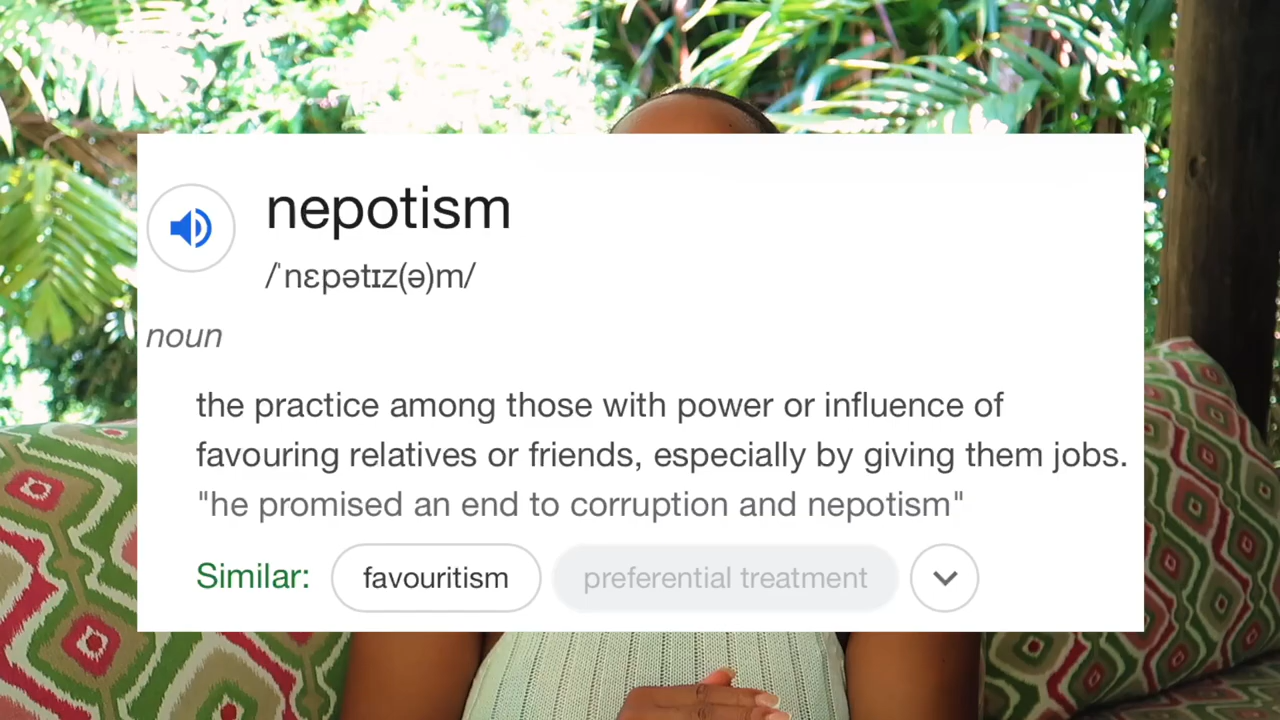 nepotism
/ˈnɛpətɪz(ə)m/
noun
the practice among those with power or influence of
favouring relatives or friends, especially by giving them jobs.
"he promised an end to corruption and nepotism"
Similar: favouritism preferential treatment